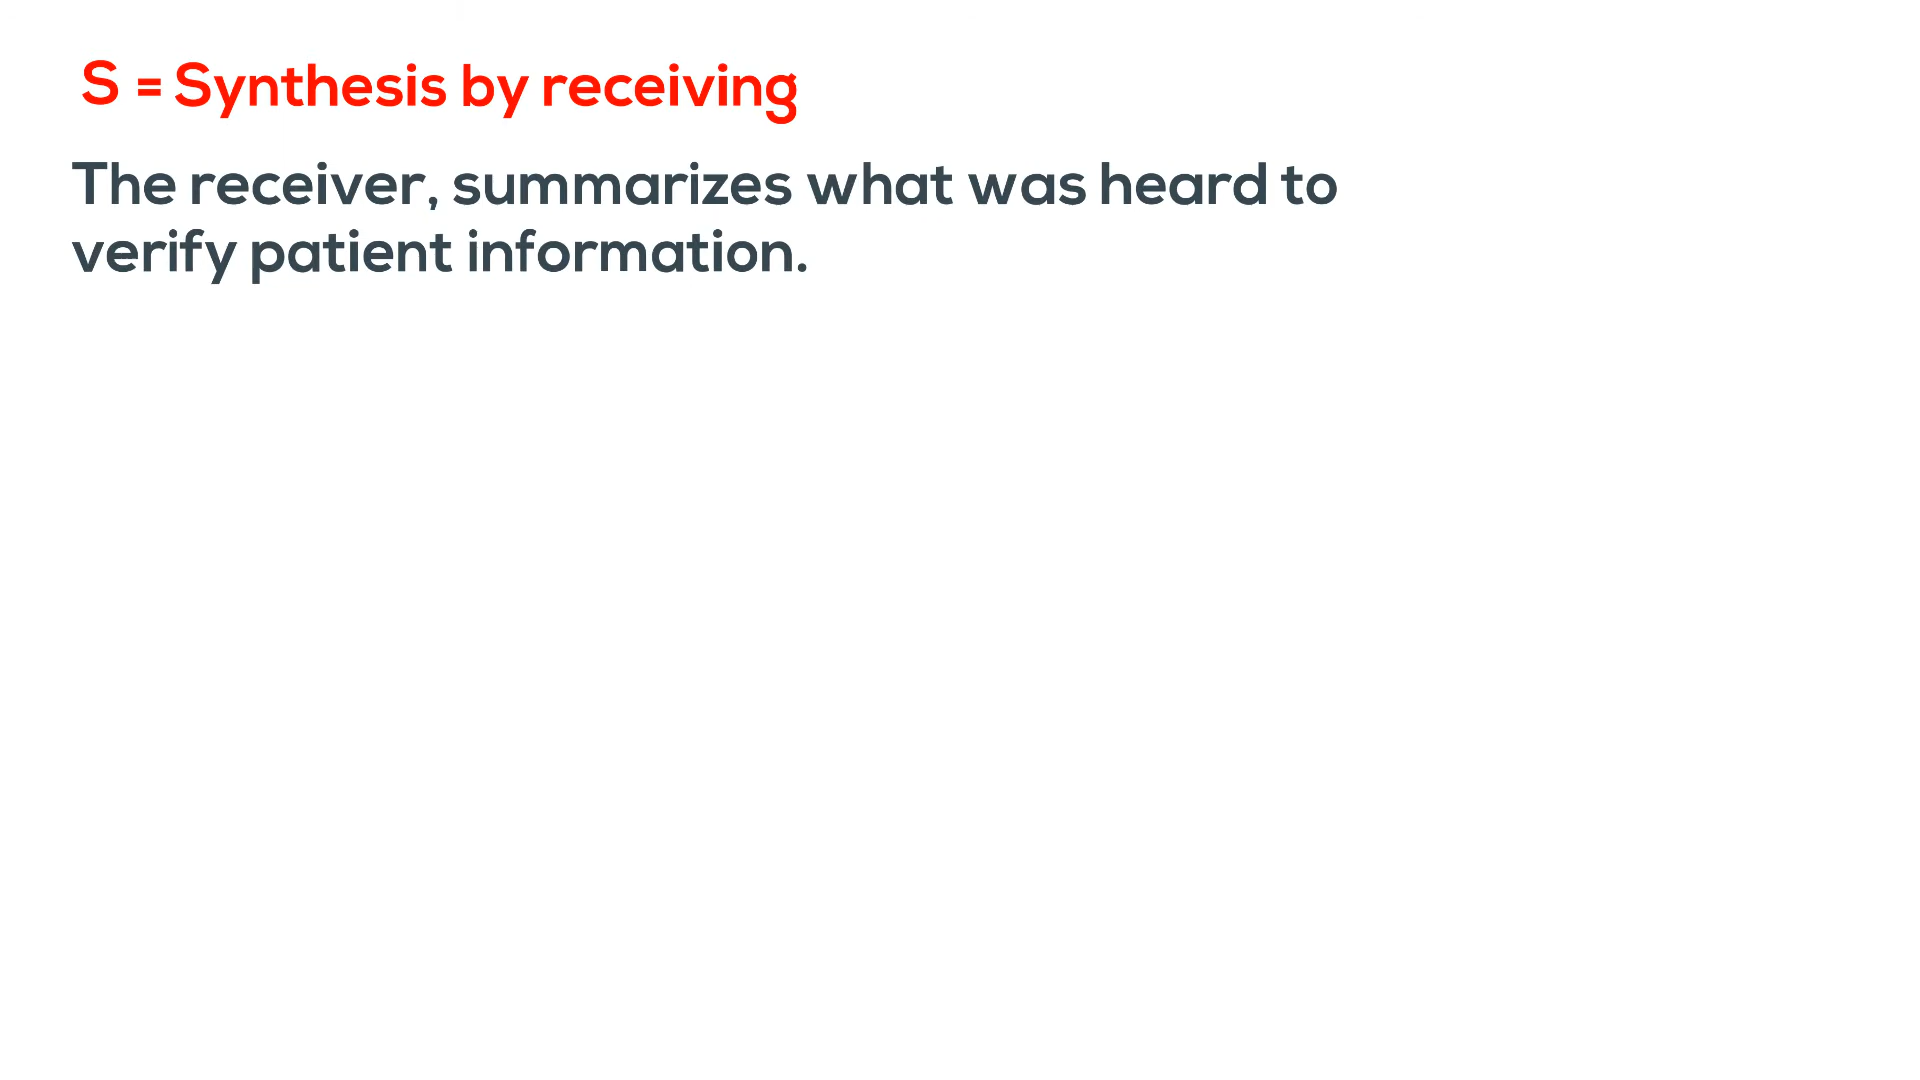 S = Synthesis by receiving
The receiver, summarizes what was heard to
verify patient information.